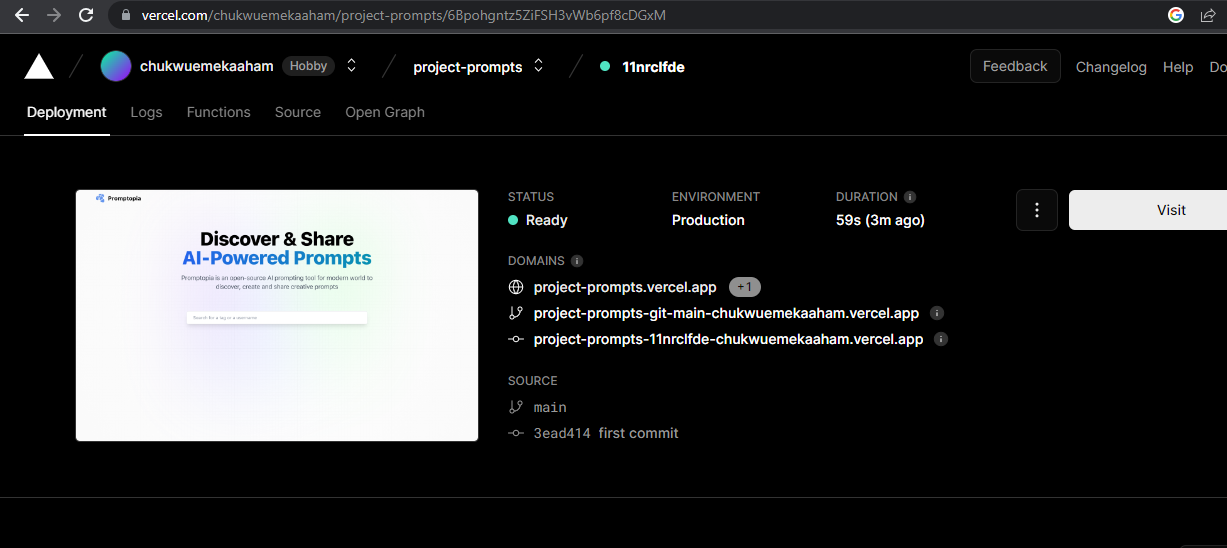 vercel.com/chukwuemekaaham/project-prompts/6Bpohgntz5ZiFSH3vWb6pf8cDGxM
chukwuemekaaham Hobby project-prompts 11nrclfde Feedback Changelog Help Do
Deployment Logs Functions Source Open Graph
Promptopia
Discover & Share
AI-Powered Prompts
Promptopia is an open-source AI prompting tool for modern world to
discover, create and share creative prompts
Search for a tag or a username
STATUS ENVIRONMENT DURATION
Ready Production 59s (3m ago)
Visit
DOMAINS
project-prompts.vercel.app +1
project-prompts-git-main-chukwuemekaaham.vercel.app
project-prompts-11nrclfde-chukwuemekaaham.vercel.app
SOURCE
main
3ead414 first commit